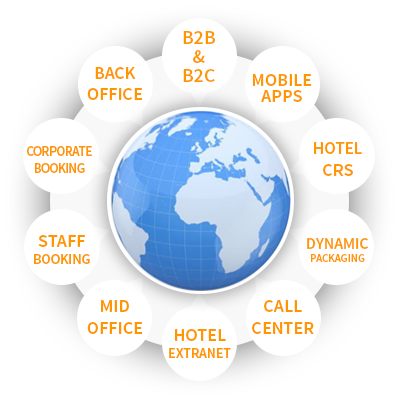 B2B
&
B2C
MOBILE
APPS
HOTEL
CRS
DYNAMIC
PACKAGING
CALL
CENTER
HOTEL
EXTRANET
MID
OFFICE
STAFF
BOOKING
CORPORATE
BOOKING
BACK
OFFICE